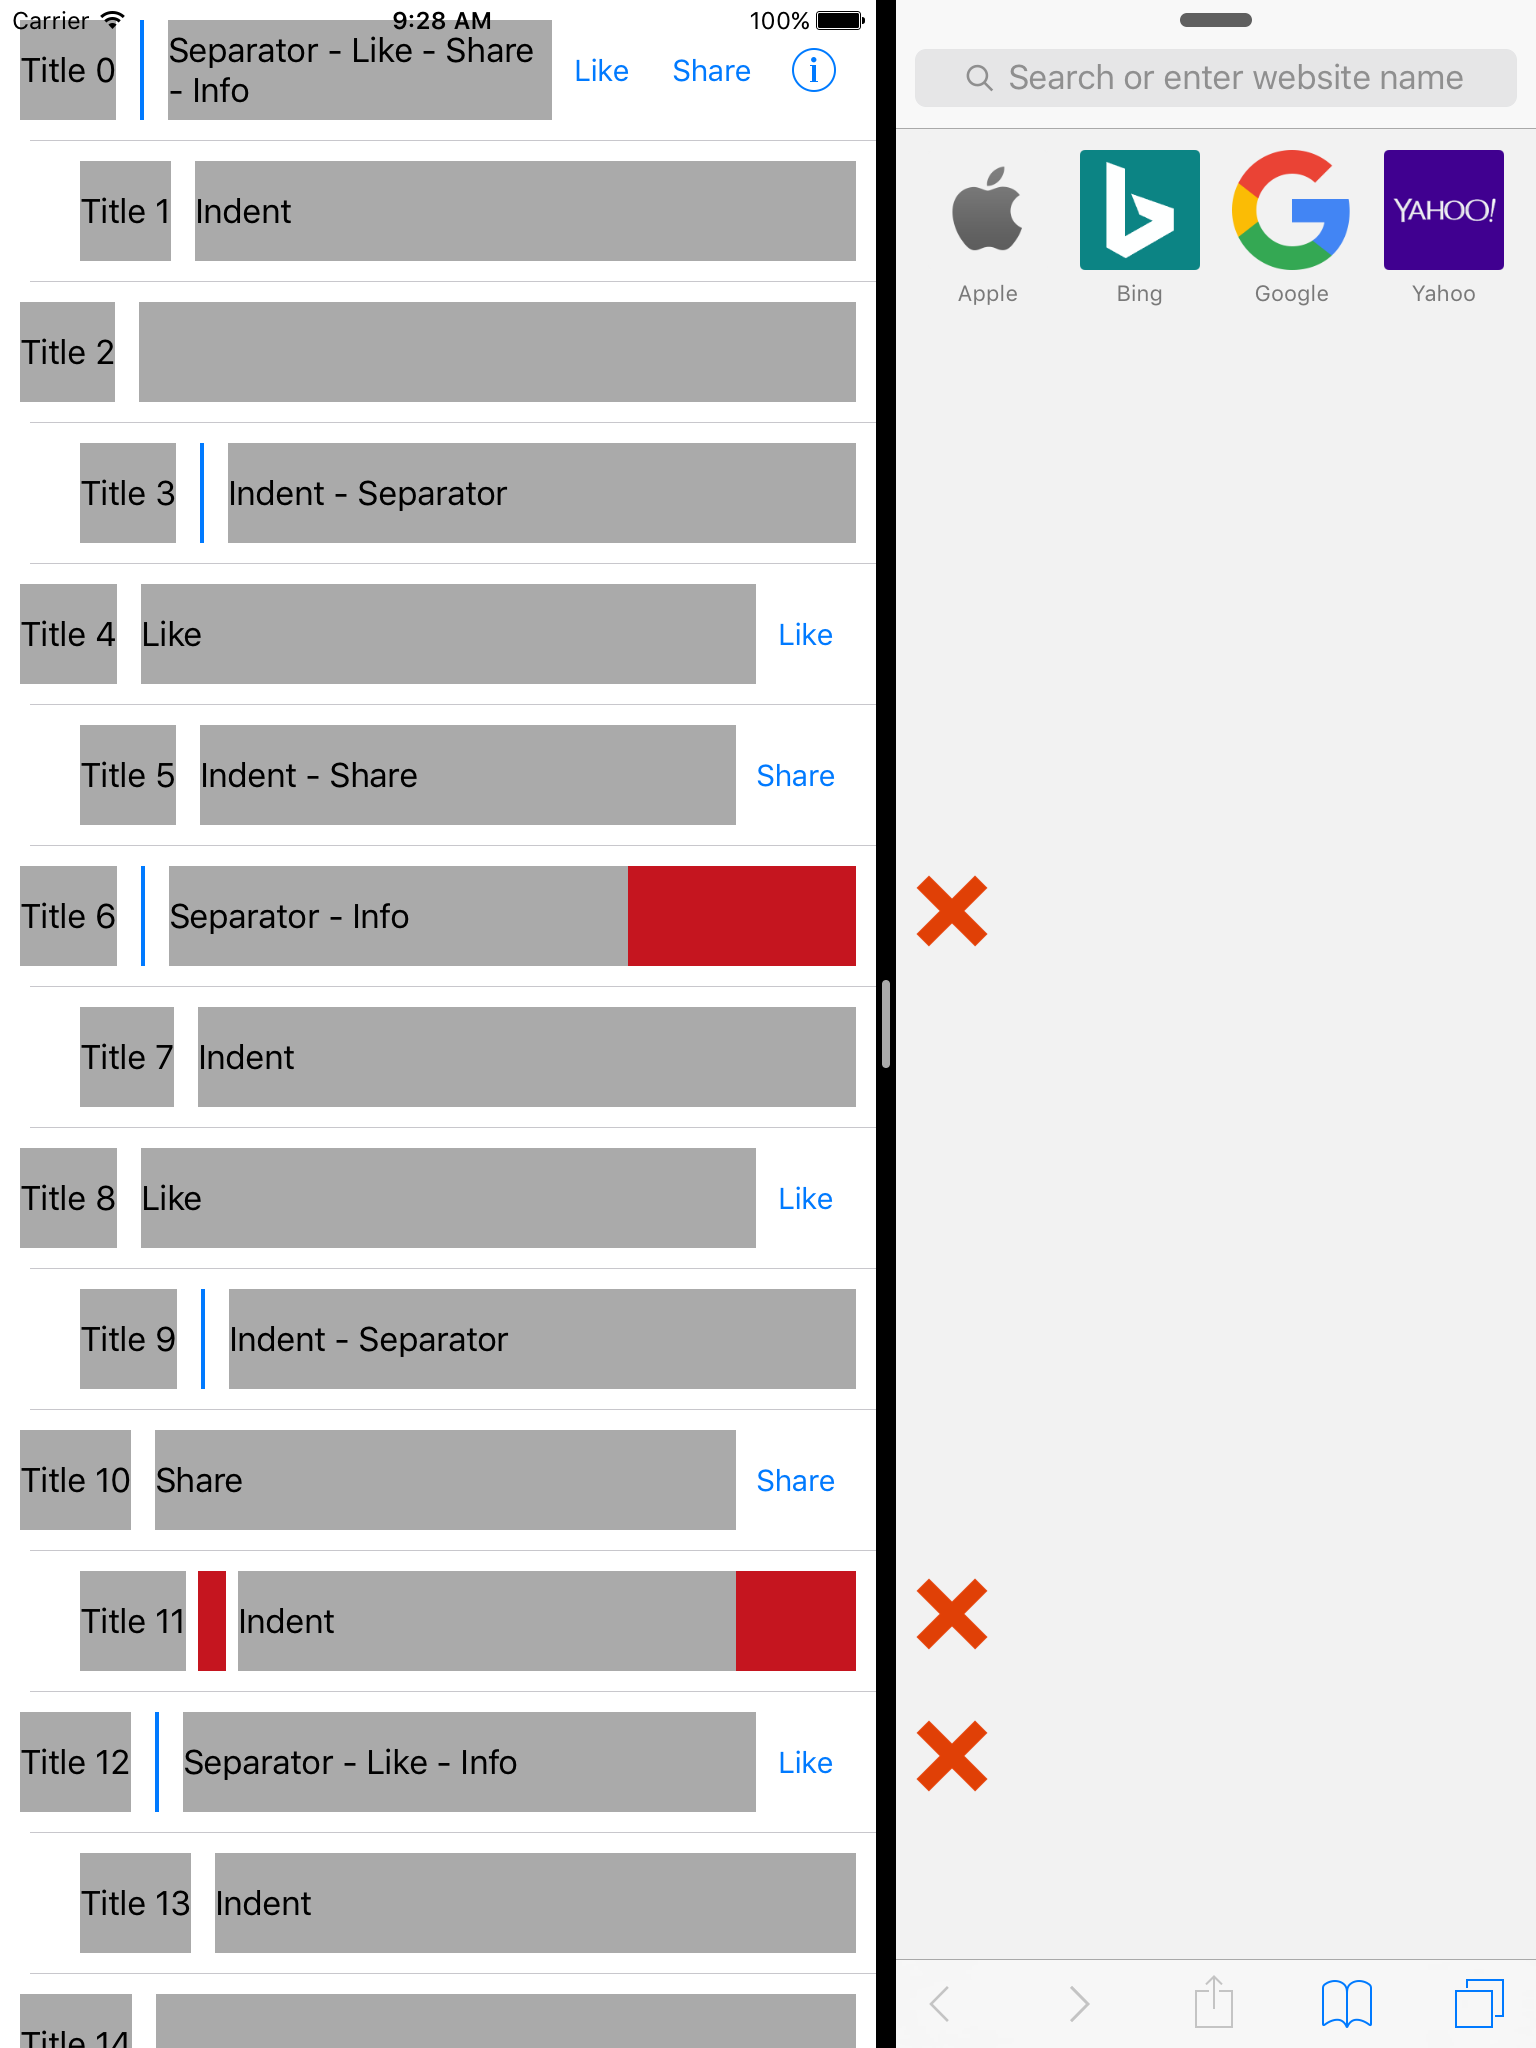 Carrier 9:28 AM 100%
Title 0 Separator - Like - Share Like Share i
- Info
Title 1 Indent
Title 2
Title 3 Indent - Separator
Title 4 Like Like
Title 5 Indent - Share Share
Title 6 Separator - Info
Title 7 Indent
Title 8 Like Like
Title 9 Indent - Separator
Title 10 Share Share
Title 11 Indent
Title 12 Separator - Like - Info Like
Title 13 Indent
Title 14
Search or enter website name
YAHOO!
Apple Bing Google Yahoo